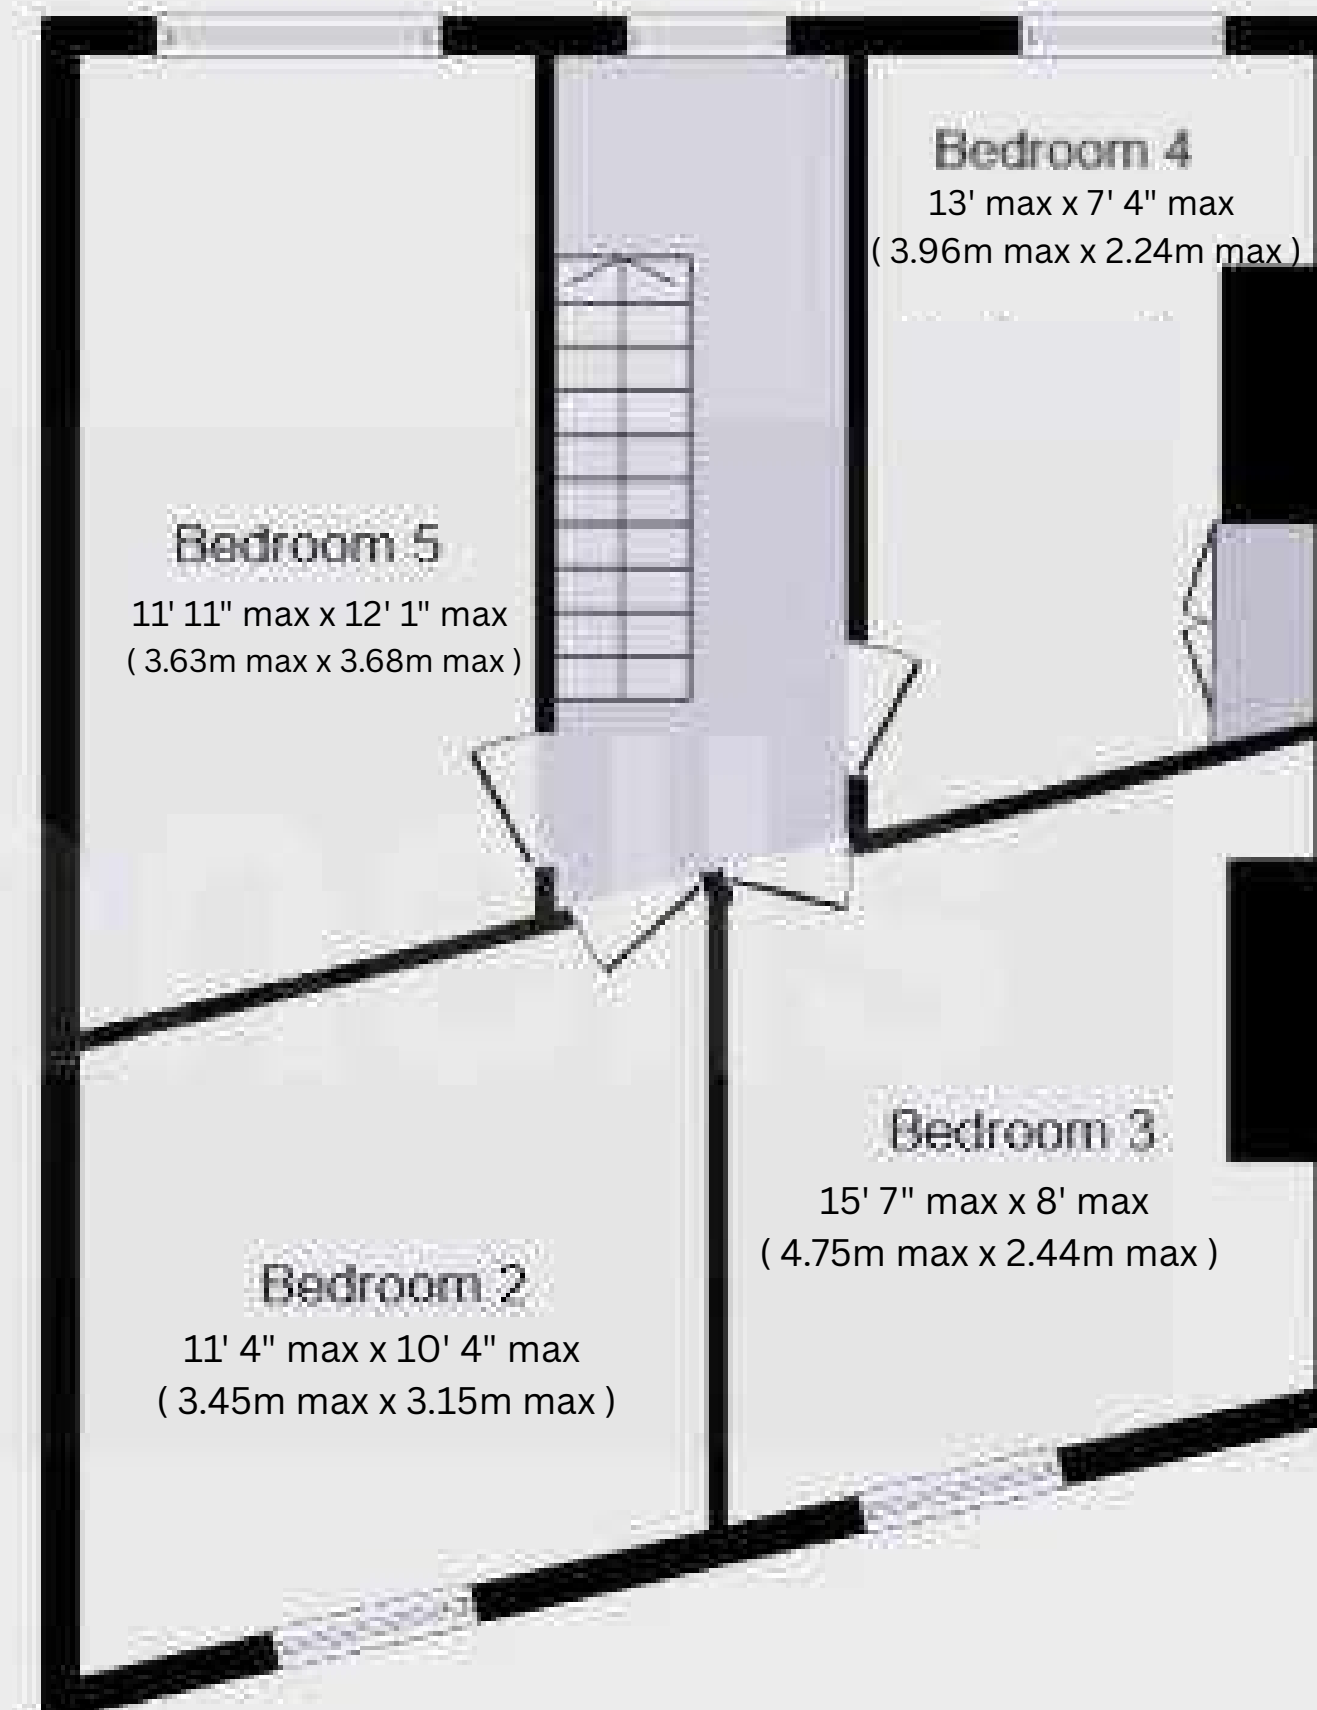 Bedroom 4
13' max x 7' 4" max
( 3.96m max x 2.24m max )
Bedroom 5
11' 11" max x 12' 1" max
( 3.63m max x 3.68m max )
Bedroom 3
15' 7" max x 8' max
( 4.75m max x 2.44m max )
Bedroom 2
11' 4" max x 10' 4" max
( 3.45m max x 3.15m max )